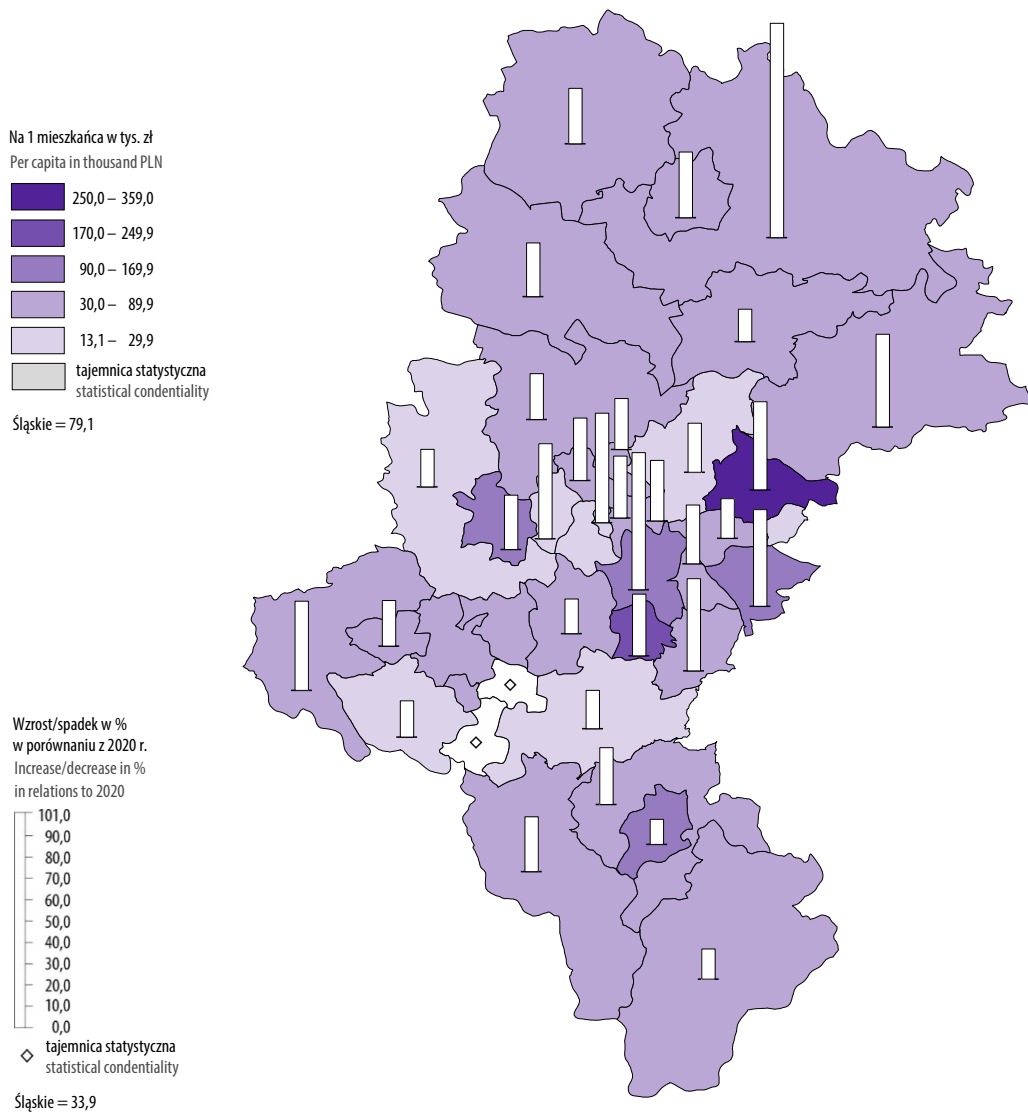 Na 1 mieszkańca w tys. zł
Per capita in thousand PLN
250,0 – 359,0
170,0 – 249,9
90,0 – 169,9
30,0 – 89,9
13,1 – 29,9
tajemnica statystyczna
statistical condentiality
Śląskie = 79,1
Wzrost/spadek w %
w porównaniu z 2020 r.
Increase/decrease in %
in relations to 2020
101,0
90,0
80,0
70,0
60,0
50,0
40,0
30,0
20,0
10,0
0,0
tajemnica statystyczna
statistical condentiality
Śląskie = 33,9